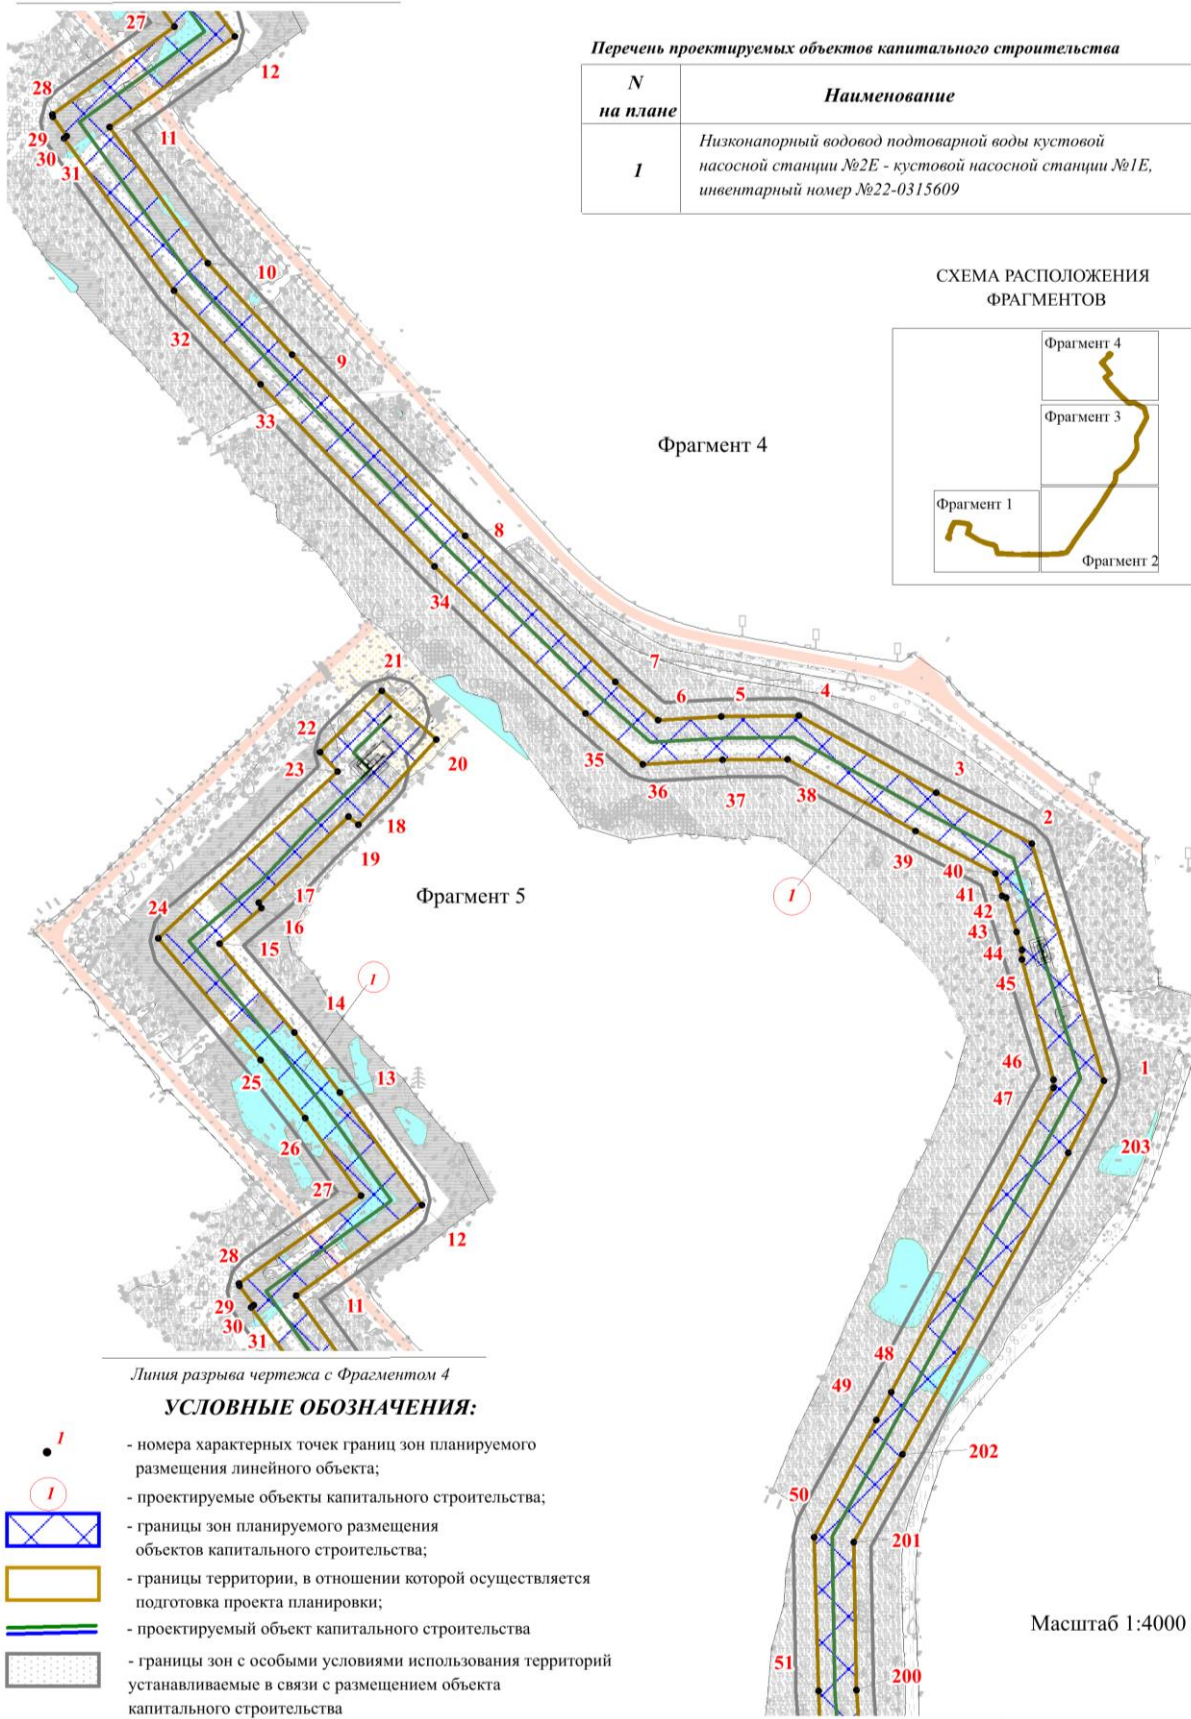 Перечень проектируемых объектов капитального строительства
N
на плане
Наименование
1
Низконапорный водовод подтоварной воды кустовой
насосной станции №2Е - кустовой насосной станции №1Е,
инвентарный номер №22-0315609
СХЕМА РАСПОЛОЖЕНИЯ
ФРАГМЕНТОВ
Фрагмент 4
Фрагмент 3
Фрагмент 1
Фрагмент 2
27
28
12
29
30
11
31
10
32
9
33
Фрагмент 4
8
34
7
6
5
4
35
36
37
38
3
2
39
40
41
42
43
44
45
46
47
1
203
1
48
49
202
50
201
51
200
Масштаб 1:4000
21
22
23
20
18
19
17
16
15
24
Фрагмент 5
1
14
13
25
26
27
28
12
29
30
11
31
Линия разрыва чертежа с Фрагментом 4
УСЛОВНЫЕ ОБОЗНАЧЕНИЯ:
1
- номера характерных точек границ зон планируемого
размещения линейного объекта;
1
- проектируемые объекты капитального строительства;
- границы зон планируемого размещения
объектов капитального строительства;
- границы территории, в отношении которой осуществляется
подготовка проекта планировки;
- проектируемый объект капитального строительства
- границы зон с особыми условиями использования территорий
устанавливаемые в связи с размещением объекта
капитального строительства